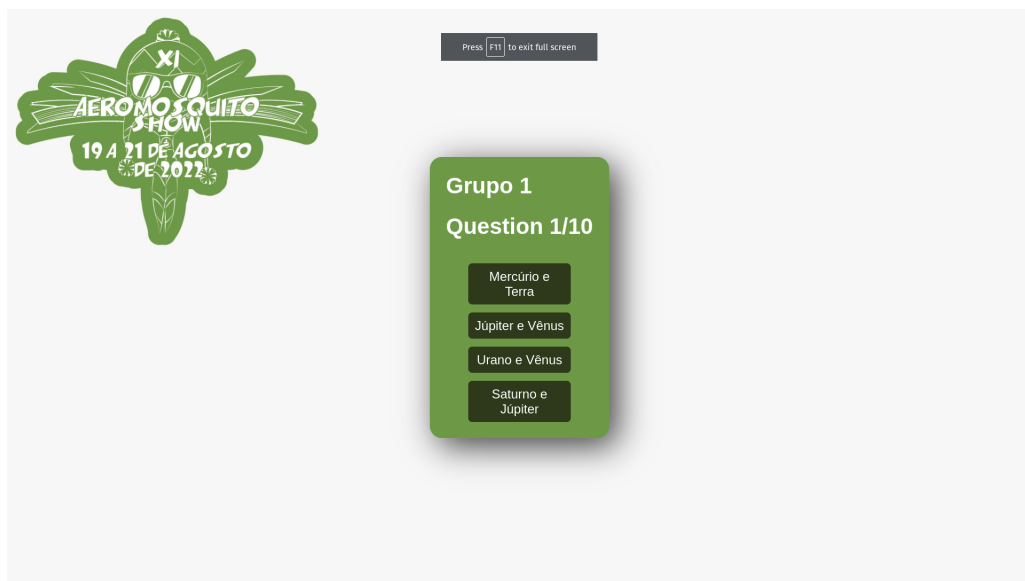 XI
AEROMOSQUITO
SHOW
19 A 21 DE AGOSTO
DE 2022
Press F11 to exit full screen
Grupo 1
Question 1/10
Mercúrio e
Terra
Júpiter e Vênus
Urano e Vênus
Saturno e
Júpiter